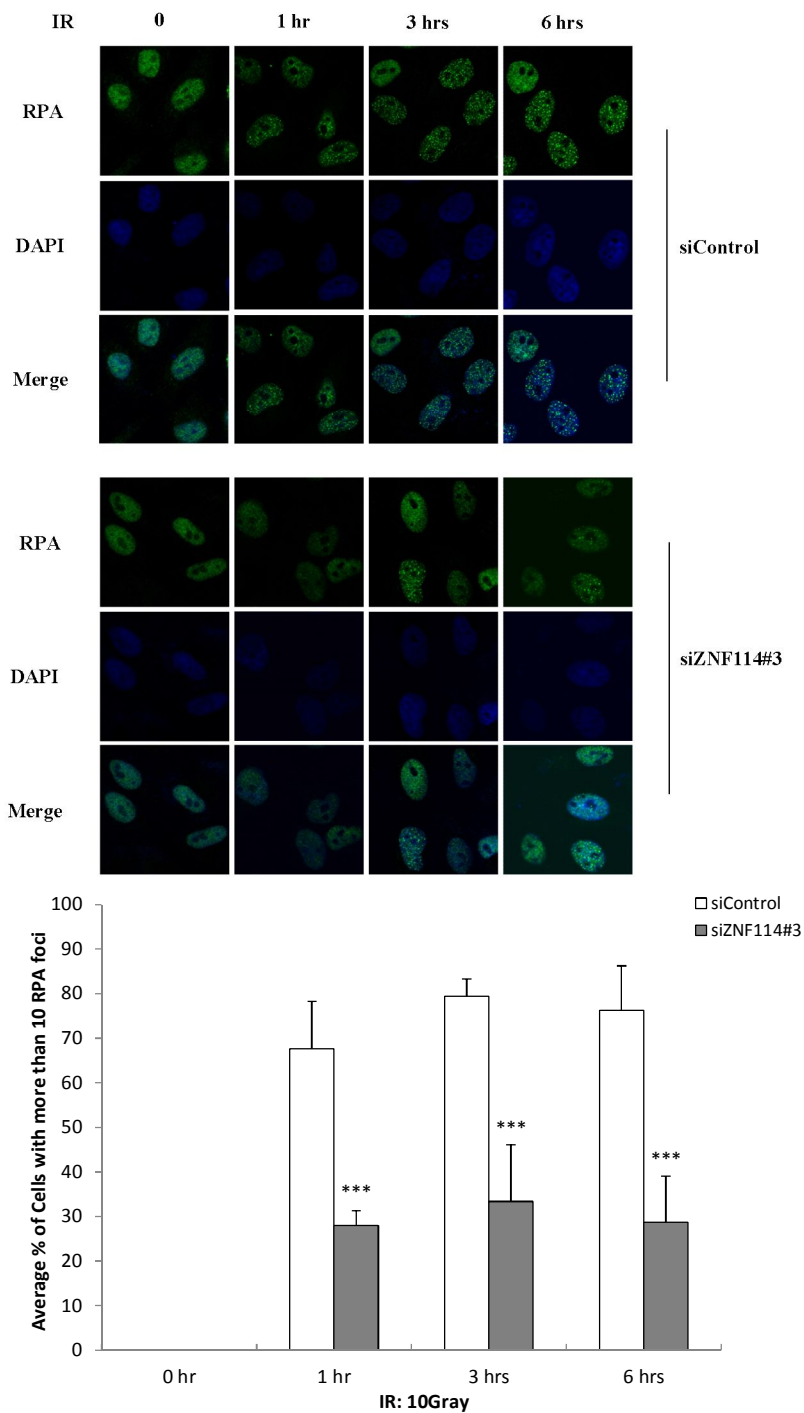 IR 0 1 hr 3 hrs 6 hrs
RPA
DAPI
siControl
Merge
RPA
DAPI
siZNF114#3
Merge
siControl
siZNF114#3
Average % of Cells with more than 10 RPA foci
100
90
80
70
60
50
40
30
20
10
0
***
***
***
0 hr 1 hr 3 hrs 6 hrs
IR: 10Gray